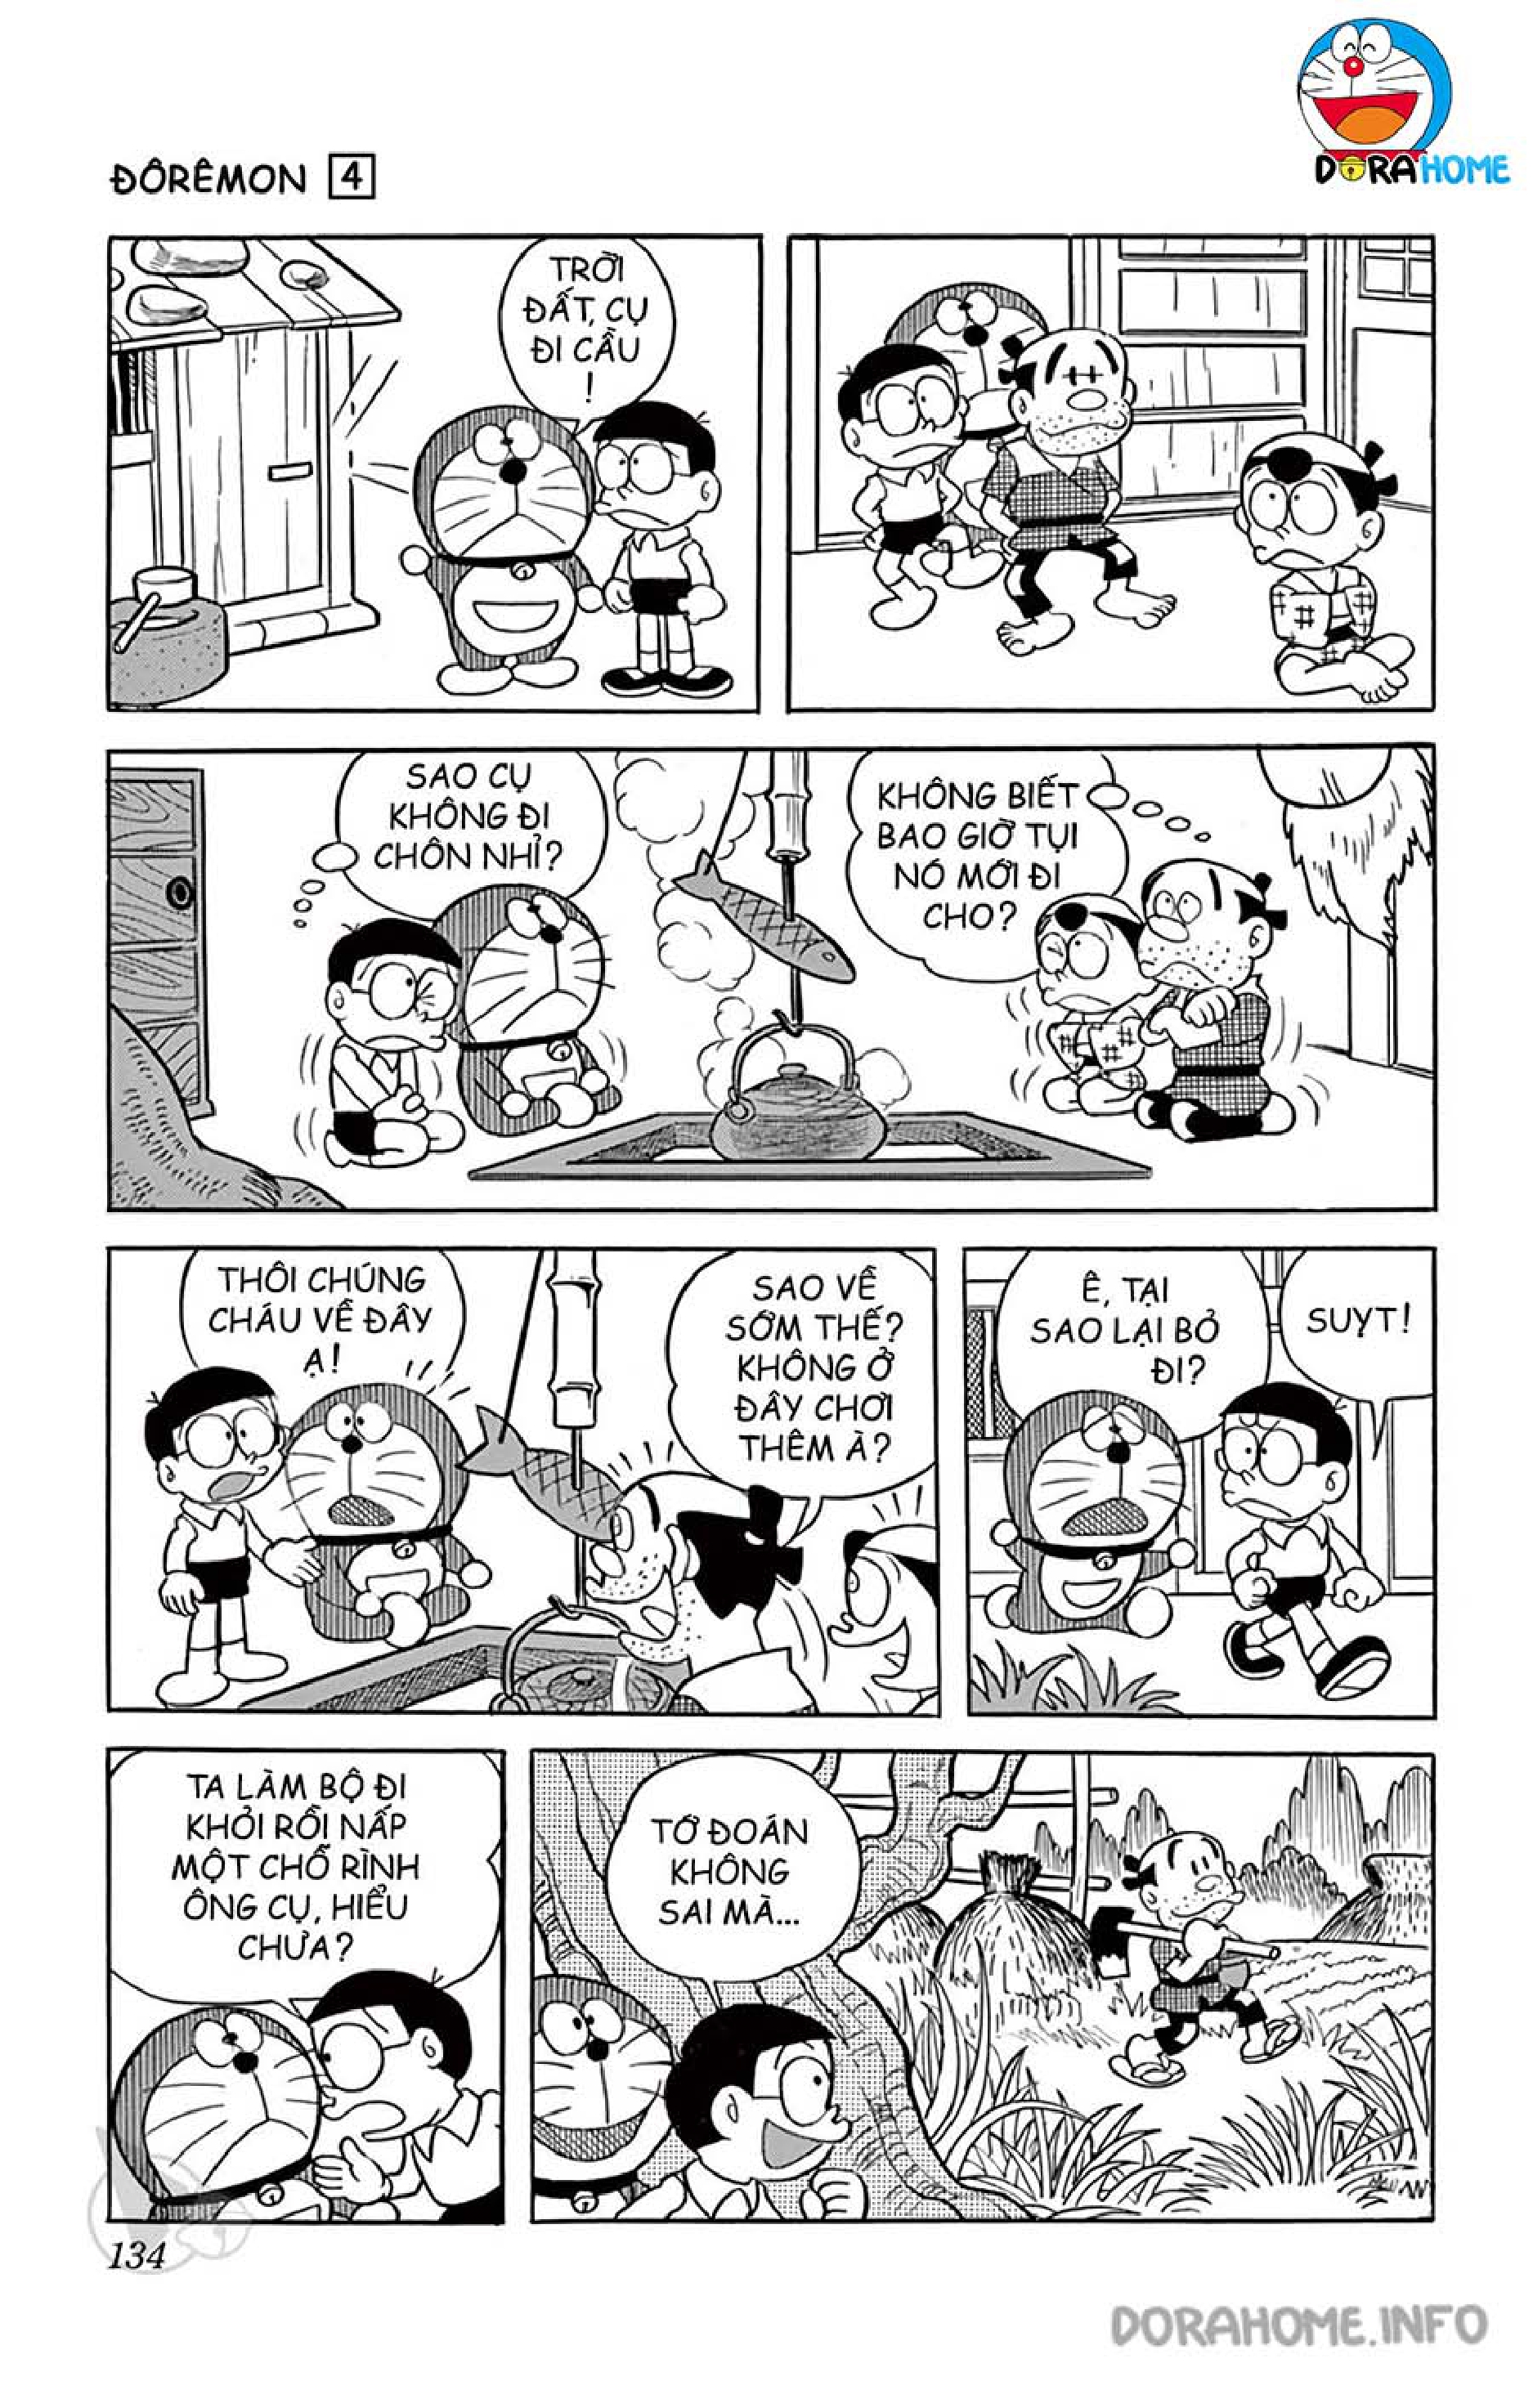 DORAHOME
ĐÔRÊMON 4
TRỜI
ĐẤT, CỤ
ĐI CẦU
!
SAO CỤ
KHÔNG ĐI
CHÔN NHỈ?
KHÔNG BIẾT
BAO GIỜ TỤI
NÓ MỚI ĐI
CHO?
THÔI CHÚNG
CHÁU VỀ ĐÂY
Ạ!
SAO VỀ
SỚM THẾ?
KHÔNG Ở
ĐÂY CHƠI
THÊM À?
Ê, TẠI
SAO LẠI BỎ
ĐI?
SUỴT!
TA LÀM BỘ ĐI
KHỎI RỒI NẤP
MỘT CHỖ RÌNH
ÔNG CỤ, HIỂU
CHƯA?
TỚ ĐOÁN
KHÔNG
SAI MÀ...
134
DORAHOME.INFO